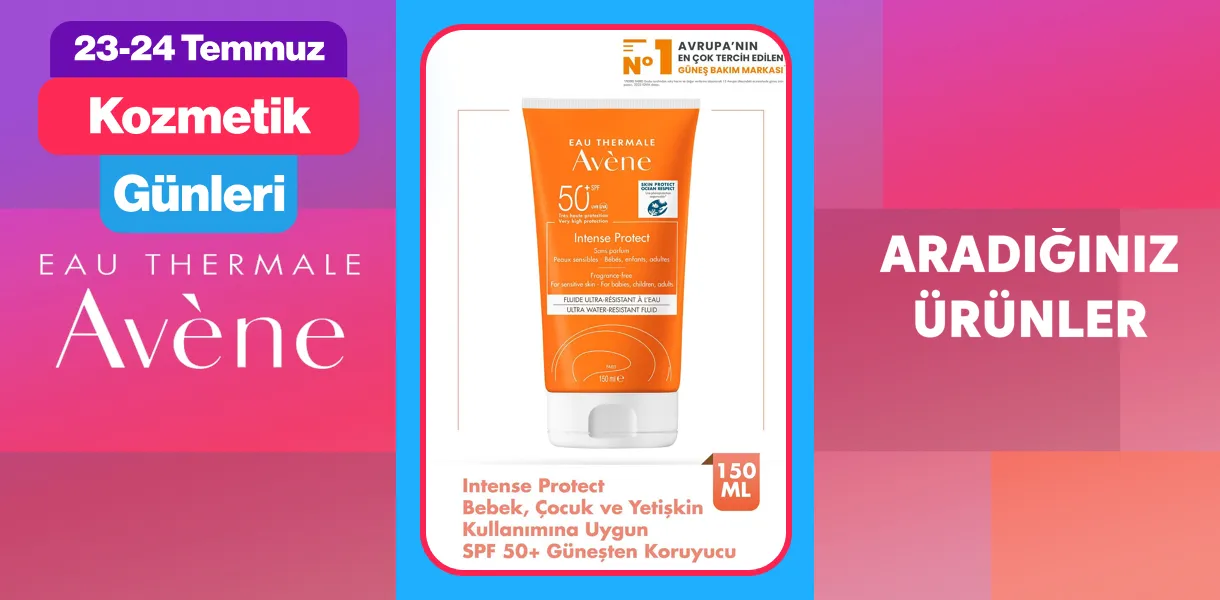 23-24 Temmuz
Kozmetik
Günleri
EAU THERMALE
Avène
Nº1
AVRUPA’NIN
EN ÇOK TERCİH EDİLEN
GÜNEŞ BAKIM MARKASI
EAU THERMALE
Avène
50+ SPF
Très haute protection
Very high protection
SKIN PROTECT
OCEAN RESPECT
Intense Protect
Sans parfum
Peaux sensibles - Bébés, enfants, adultes
Fragrance-free
For sensitive skin - For babies, children, adults
FLUIDE ULTRA-RÉSISTANT À L'EAU
ULTRA WATER-RESISTANT FLUID
150 ml e
150
ML
Intense Protect
Bebek, Çocuk ve Yetişkin
Kullanımına Uygun
SPF 50+ Güneşten Koruyucu
ARADIĞINIZ
ÜRÜNLER